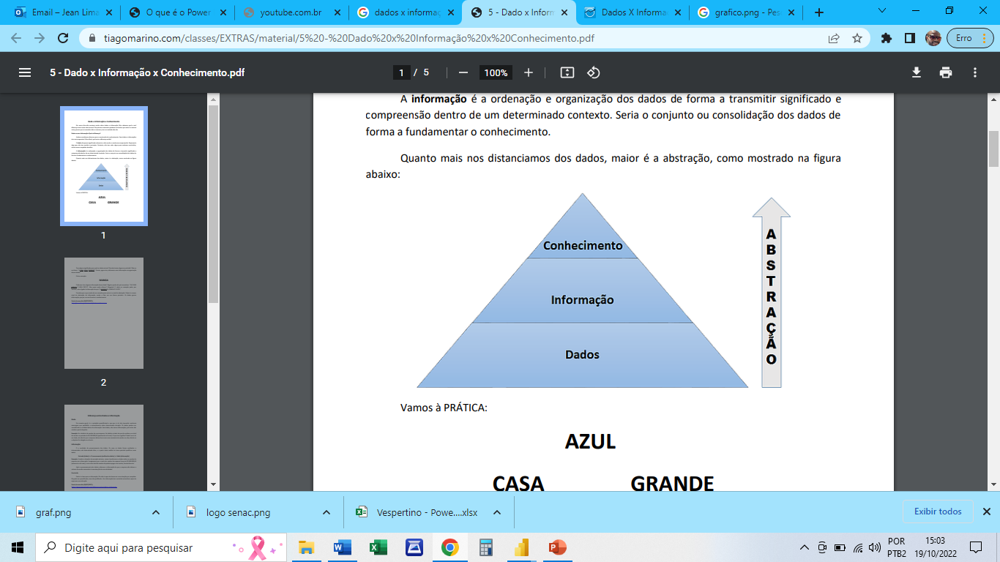 Email – Jean Lima
O que é o Power
youtube.com.br
dados x informaç
5 - Dado x Inforn
Dados X Informa
grafico.png - Pes
tiagomarino.com/classes/EXTRAS/material/5%20-%20Dado%20x%20Informação%20x%20Conhecimento.pdf
Erro
5 - Dado x Informação x Conhecimento.pdf
1 / 5
100%
A informação é a ordenação e organização dos dados de forma a transmitir significado e
compreensão dentro de um determinado contexto. Seria o conjunto ou consolidação dos dados de
forma a fundamentar o conhecimento.
Quanto mais nos distanciamos dos dados, maior é a abstração, como mostrado na figura
abaixo:
Conhecimento
Informação
Dados
ABSTRAÇÃO
Vamos à PRÁTICA:
AZUL
CASA GRANDE
1
2
graf.png
logo senac.png
Vespertino - Powe....xlsx
Exibir todos
Digite aqui para pesquisar
POR
PTB2
15:03
19/10/2022